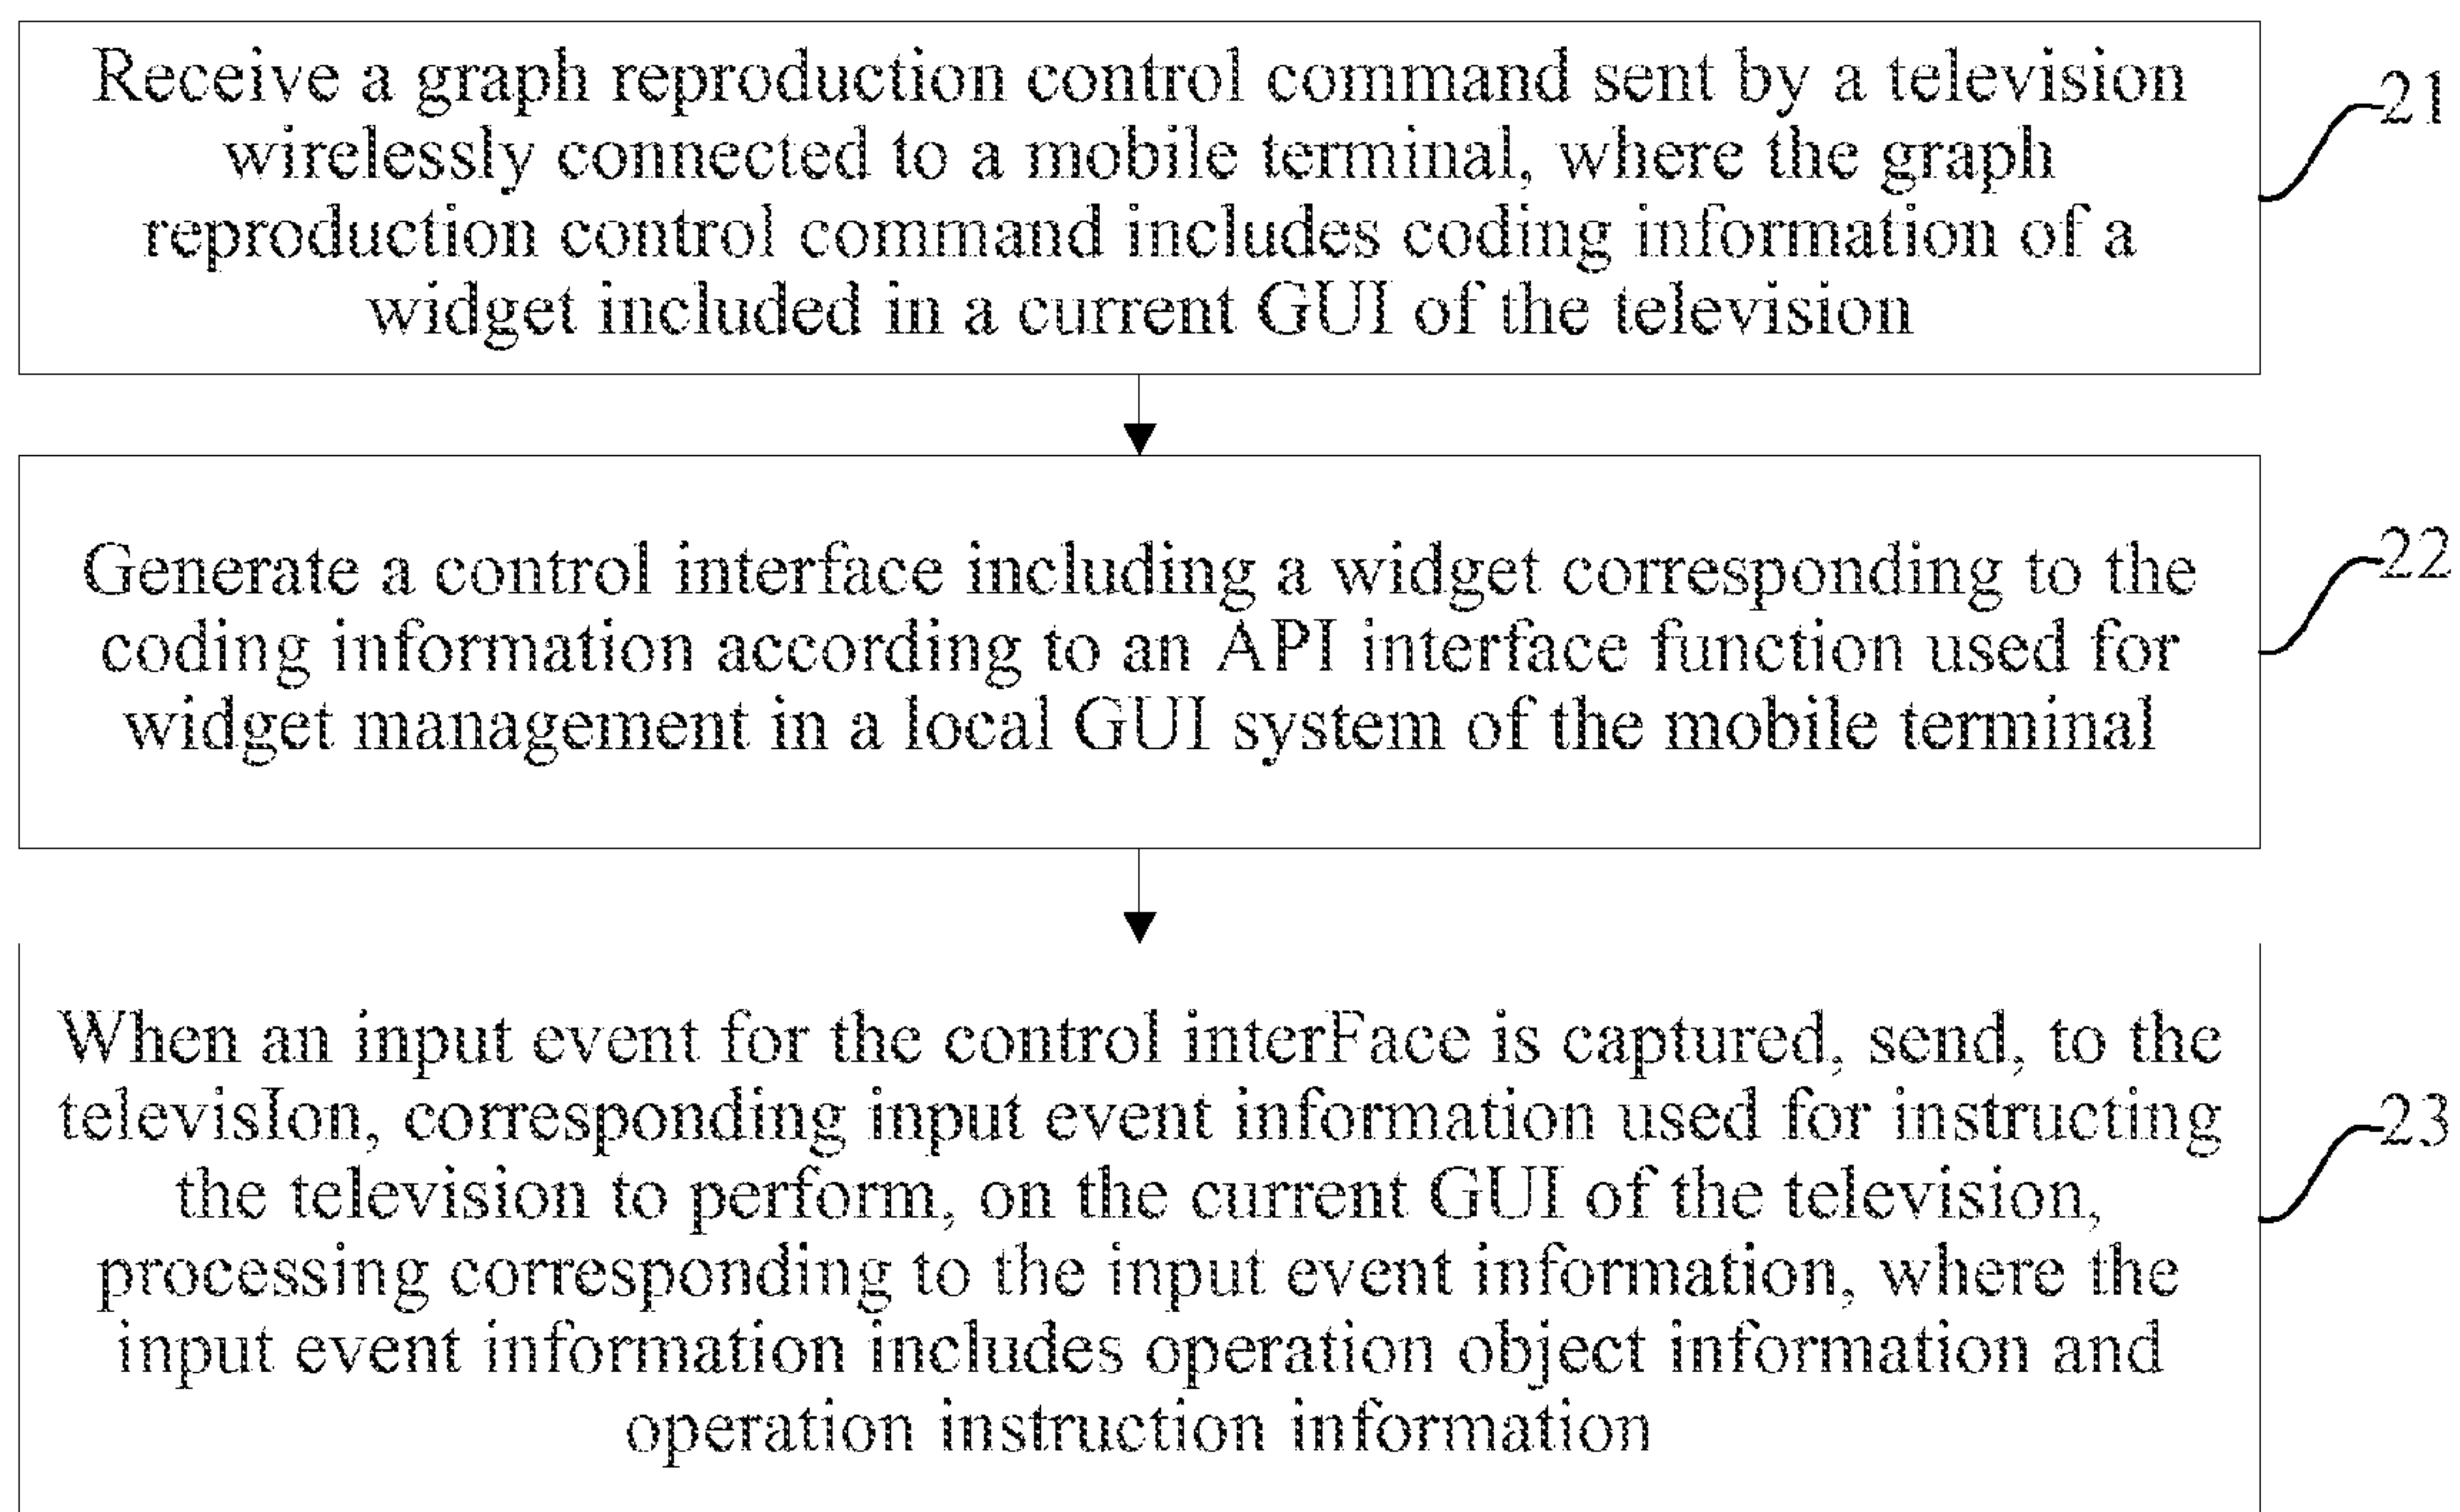 Receive a graph reproduction control command sent by a television
wirelessly connected to a mobile terminal, where the graph
reproduction control command includes coding information of a
widget included in a current GUI of the television
21
Generate a control interface including a widget corresponding to the
coding information according to an API interface function used for
widget management in a local GUI system of the mobile terminal
22
When an input event for the control interFace is captured, send, to the
televisIon, corresponding input event information used for instructing
the television to perform, on the current GUI of the television,
processing corresponding to the input event information, where the
input event information includes operation object information and
operation instruction information
23